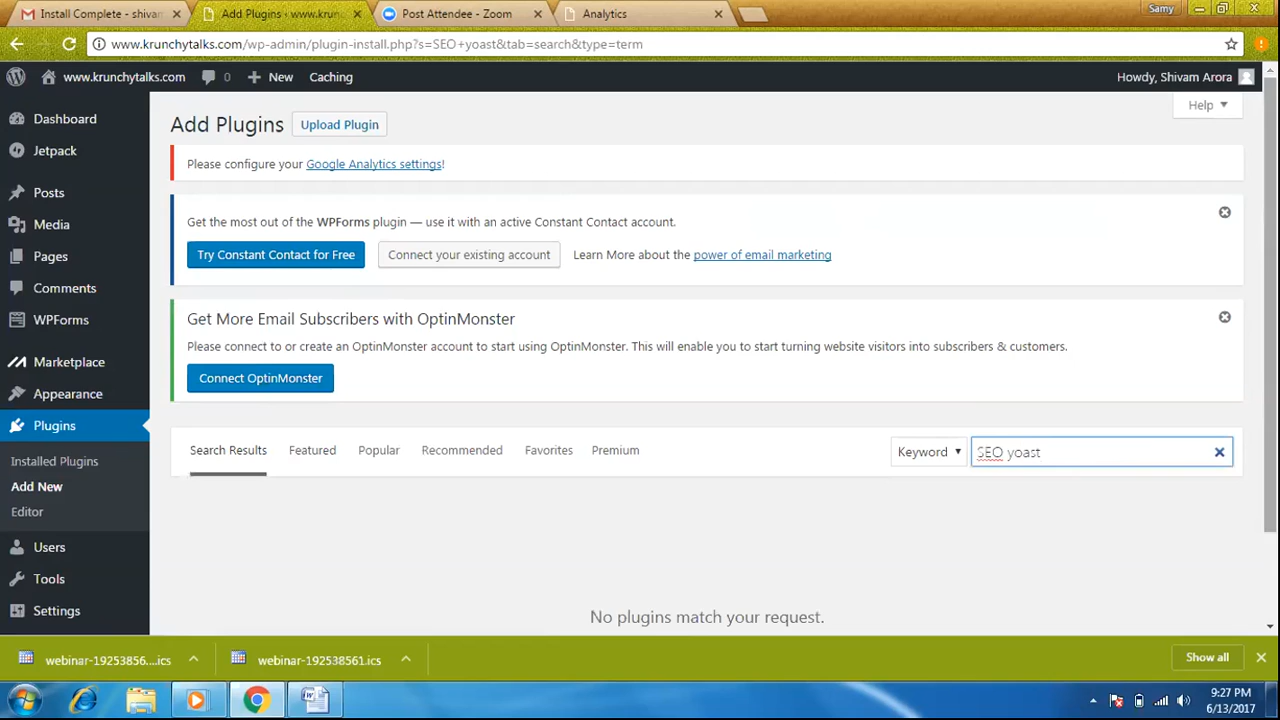 Install Complete - shivam
Add Plugins ‹ www.krunc
Post Attendee - Zoom
Analytics
Samy
www.krunchytalks.com/wp-admin/plugin-install.php?s=SEO+yoast&tab=search&type=term
www.krunchytalks.com
0
New
Caching
Howdy, Shivam Arora
Help
Dashboard
Jetpack
Posts
Media
Pages
Comments
WPForms
Marketplace
Appearance
Plugins
Installed Plugins
Add New
Editor
Users
Tools
Settings
Add Plugins
Upload Plugin
Please configure your Google Analytics settings!
Get the most out of the WPForms plugin — use it with an active Constant Contact account.
Try Constant Contact for Free
Connect your existing account
Learn More about the power of email marketing
Get More Email Subscribers with OptinMonster
Please connect to or create an OptinMonster account to start using OptinMonster. This will enable you to start turning website visitors into subscribers & customers.
Connect OptinMonster
Search Results
Featured
Popular
Recommended
Favorites
Premium
Keyword
SEO yoast
No plugins match your request.
webinar-19253856....ics
webinar-192538561.ics
Show all
9:27 PM
6/13/2017